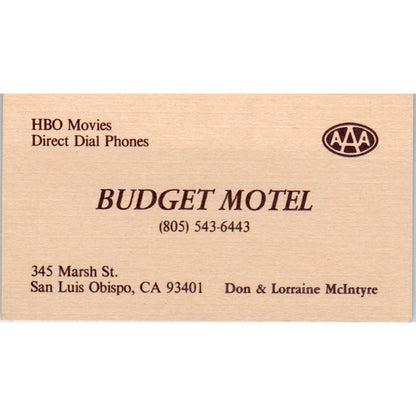 HBO Movies
Direct Dial Phones
AAA
BUDGET MOTEL
(805) 543-6443
345 Marsh St.
San Luis Obispo, CA 93401
Don & Lorraine McIntyre